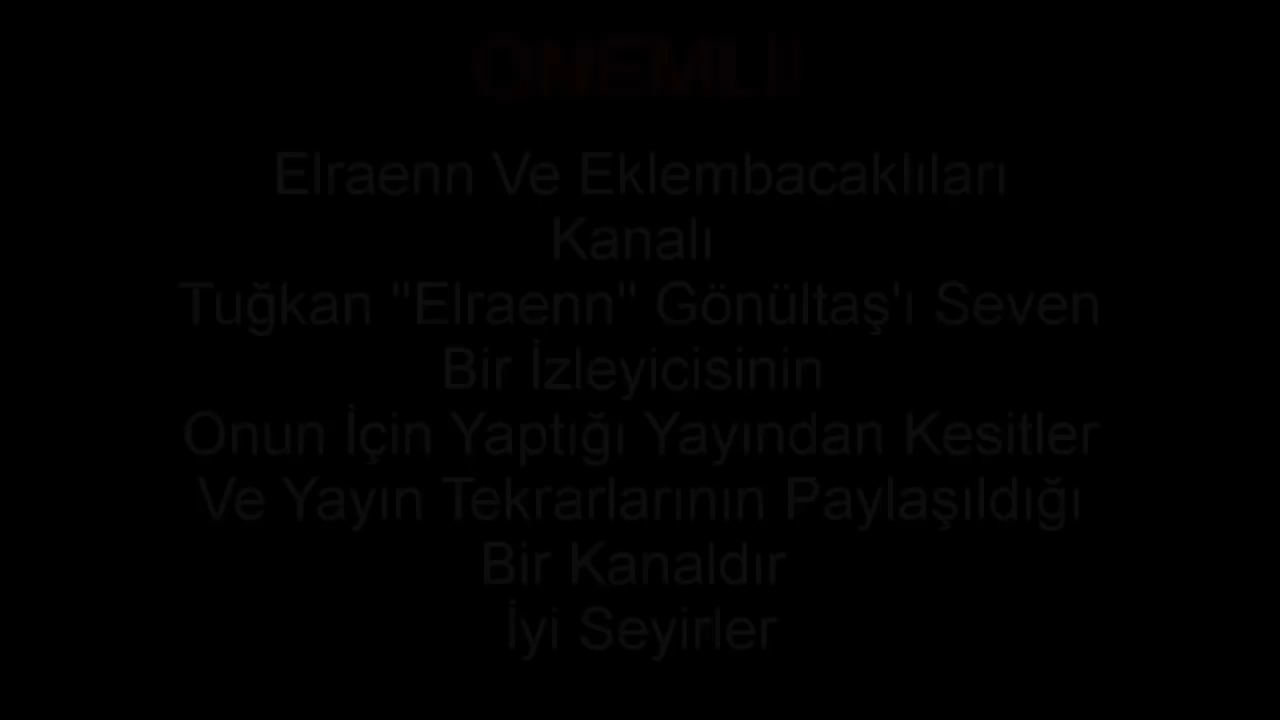 ÖNEMLİ
Elraenn Ve Eklembacaklıları
Kanalı
Tuğkan "Elraenn" Gönültaş'ı Seven
Bir İzleyicisinin
Onun İçin Yaptığı Yayından Kesitler
Ve Yayın Tekrarlarının Paylaşıldığı
Bir Kanaldır
İyi Seyirler